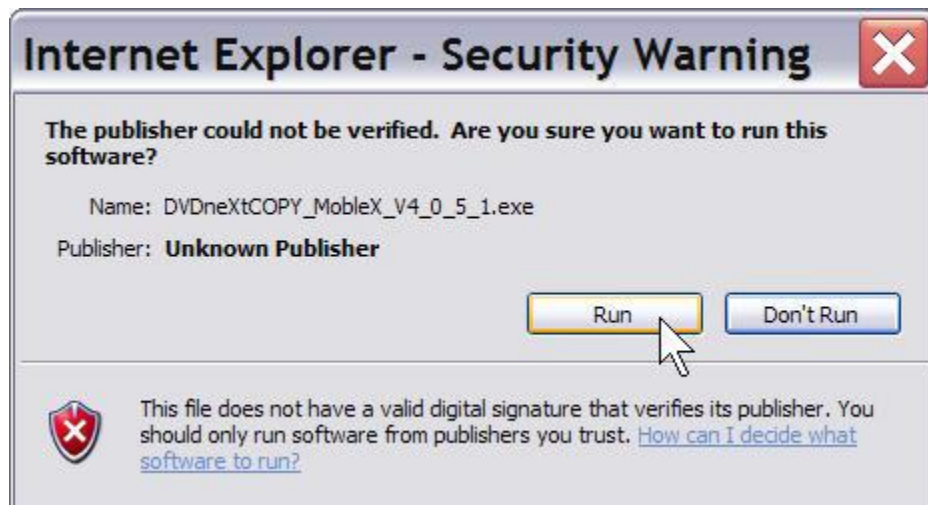 Internet Explorer - Security Warning
The publisher could not be verified. Are you sure you want to run this
software?
Name: DVDneXtCOPY_MobleX_V4_0_5_1.exe
Publisher: Unknown Publisher
Run Don't Run
This file does not have a valid digital signature that verifies its publisher. You
should only run software from publishers you trust. How can I decide what
software to run?